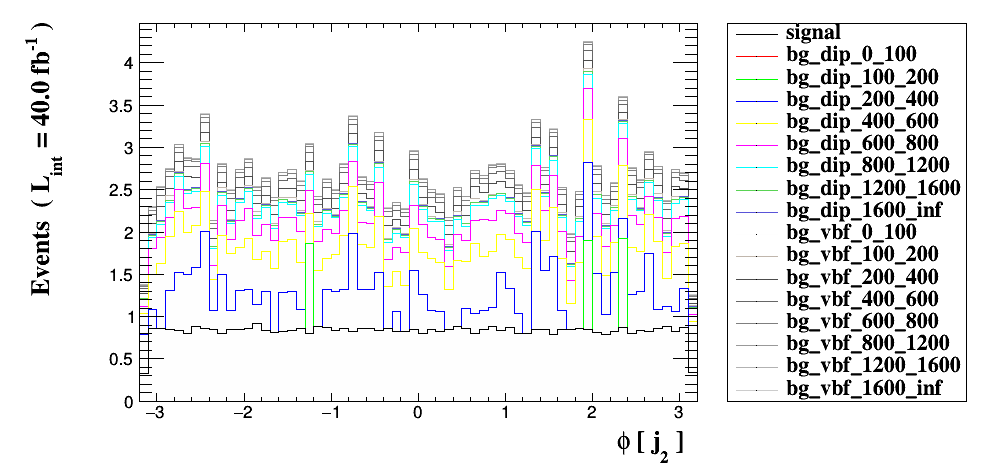 Events ( L_int = 40.0 fb^-1 )
4
3.5
3
2.5
2
1.5
1
0.5
0
−3 −2 −1 0 1 2 3
ϕ [ j_2 ]
signal
bg_dip_0_100
bg_dip_100_200
bg_dip_200_400
bg_dip_400_600
bg_dip_600_800
bg_dip_800_1200
bg_dip_1200_1600
bg_dip_1600_inf
bg_vbf_0_100
bg_vbf_100_200
bg_vbf_200_400
bg_vbf_400_600
bg_vbf_600_800
bg_vbf_800_1200
bg_vbf_1200_1600
bg_vbf_1600_inf